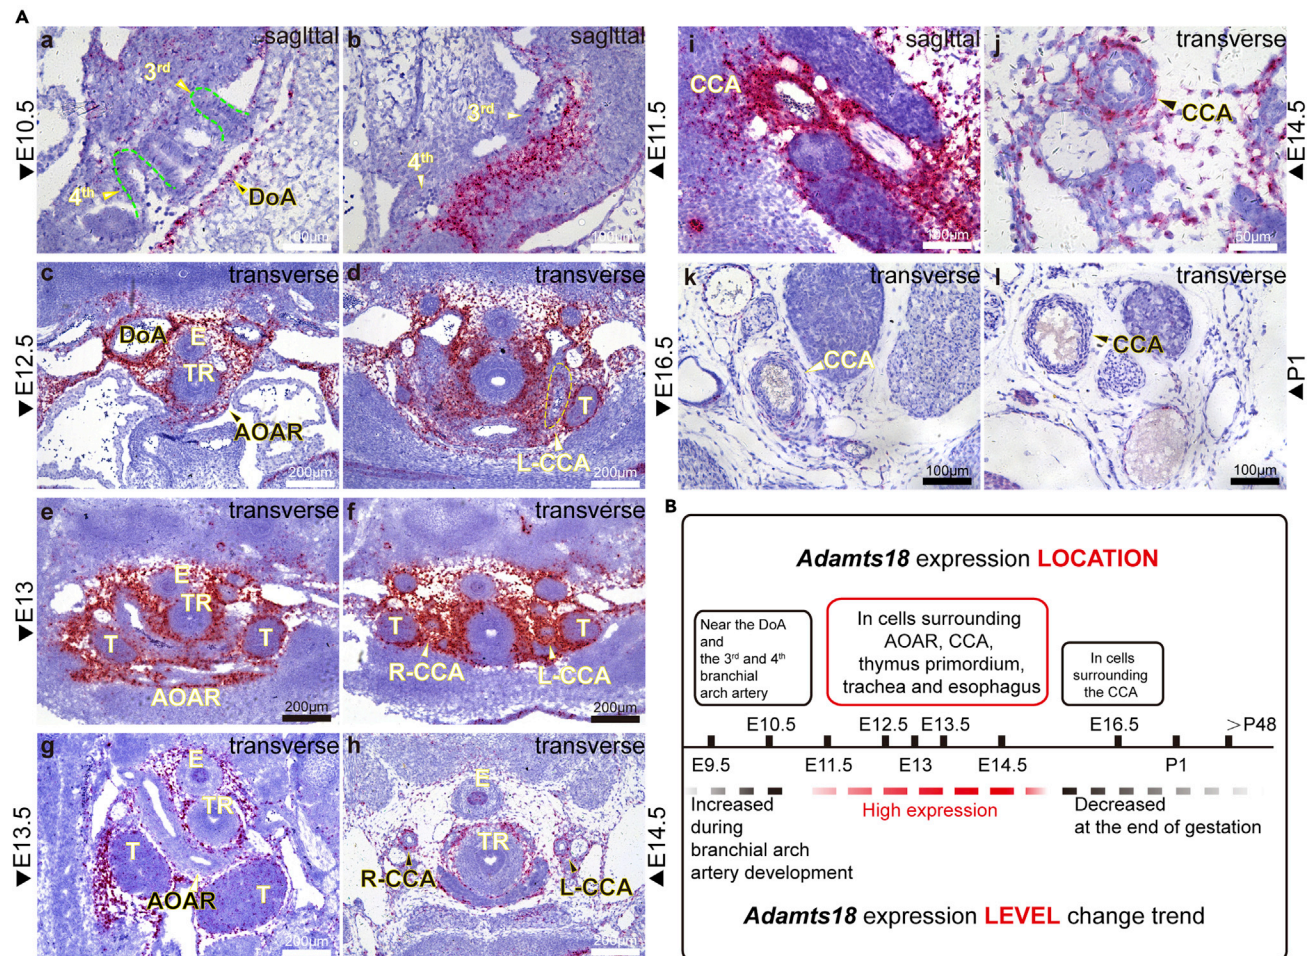 A
a
sagittal
3rd
4th
DoA
100μm
▼E10.5
b
sagittal
3rd
4th
100μm
▲E11.5
c
transverse
DoA
E
TR
AOAR
200μm
▼E12.5
d
transverse
T
L-CCA
200μm
e
transverse
E
TR
T
T
AOAR
200μm
▼E13
f
transverse
T
T
R-CCA
L-CCA
200μm
g
transverse
E
TR
T
AOAR
T
200μm
▼E13.5
h
transverse
E
TR
R-CCA
L-CCA
200μm
▲E14.5
i
sagittal
CCA
100μm
j
transverse
CCA
50μm
▲E14.5
k
transverse
CCA
100μm
▼E16.5
l
transverse
CCA
100μm
▲P1
B
Adamts18 expression LOCATION
Near the DoA
and
the 3rd and 4th
branchial
arch artery
In cells surrounding
AOAR, CCA,
thymus primordium,
trachea and esophagus
In cells
surrounding
the CCA
E10.5 E12.5 E13.5 E16.5 >P48
E9.5 E11.5 E13 E14.5 P1
Increased
during
branchial arch
artery development
High expression
Decreased
at the end of gestation
Adamts18 expression LEVEL change trend